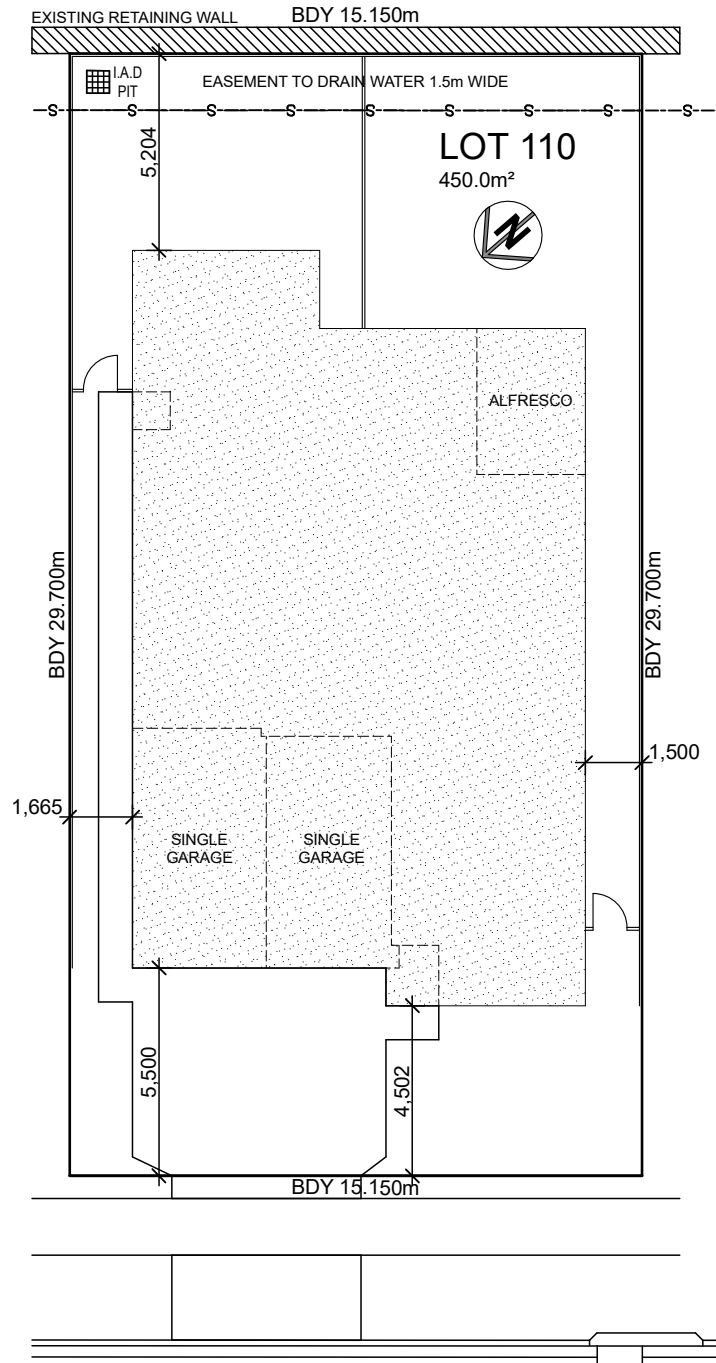 EXISTING RETAINING WALL
BDY 15.150m
I.A.D
PIT
EASEMENT TO DRAIN WATER 1.5m WIDE
S S S S S S S S S
5,204
LOT 110
450.0m²
N
ALFRESCO
BDY 29.700m
BDY 29.700m
1,500
1,665
SINGLE
GARAGE
SINGLE
GARAGE
5,500
4,502
BDY 15.150m